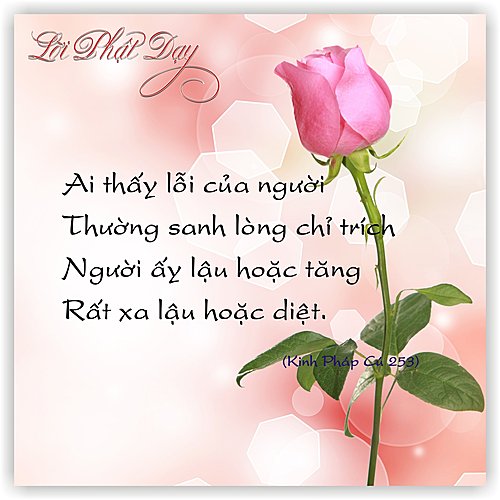 Lời Phật Dạy
Ai thấy lỗi của người
Thường sanh lòng chỉ trích
Người ấy lậu hoặc tăng
Rất xa lậu hoặc diệt.
(Kinh Pháp Cú 253)